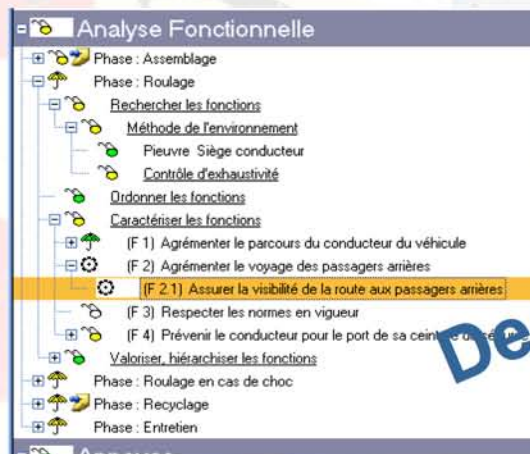 Analyse Fonctionnelle
Phase : Assemblage
Phase : Roulage
Rechercher les fonctions
Méthode de l'environnement
Pieuvre Siège conducteur
Contrôle d'exhaustivité
Ordonner les fonctions
Caractériser les fonctions
(F 1) Agrémenter le parcours du conducteur du véhicule
(F 2) Agrémenter le voyage des passagers arrières
(F 2.1) Assurer la visibilité de la route aux passagers arrières
(F 3) Respecter les normes en vigueur
(F 4) Prévenir le conducteur pour le port de sa ceinture de sécurité
De
Valoriser, hiérarchiser les fonctions
Phase : Roulage en cas de choc
Phase : Recyclage
Phase : Entretien
Annexes